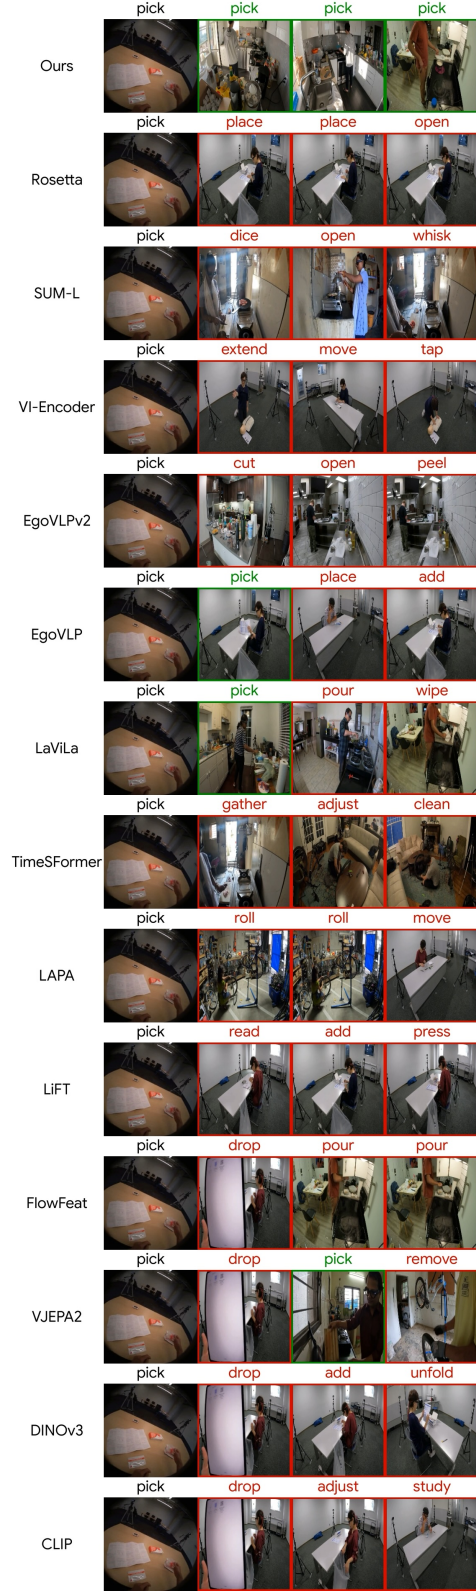 pick pick pick pick
Ours
pick place place open
Rosetta
pick dice open whisk
SUM-L
pick extend move tap
VI-Encoder
pick cut open peel
EgoVLPv2
pick pick place add
EgoVLP
pick pick pour wipe
LaViLa
pick gather adjust clean
TimeSFormer
pick roll roll move
LAPA
pick read add press
LiFT
pick drop pour pour
FlowFeat
pick drop pick remove
VJEPA2
pick drop add unfold
DINOv3
pick drop adjust study
CLIP